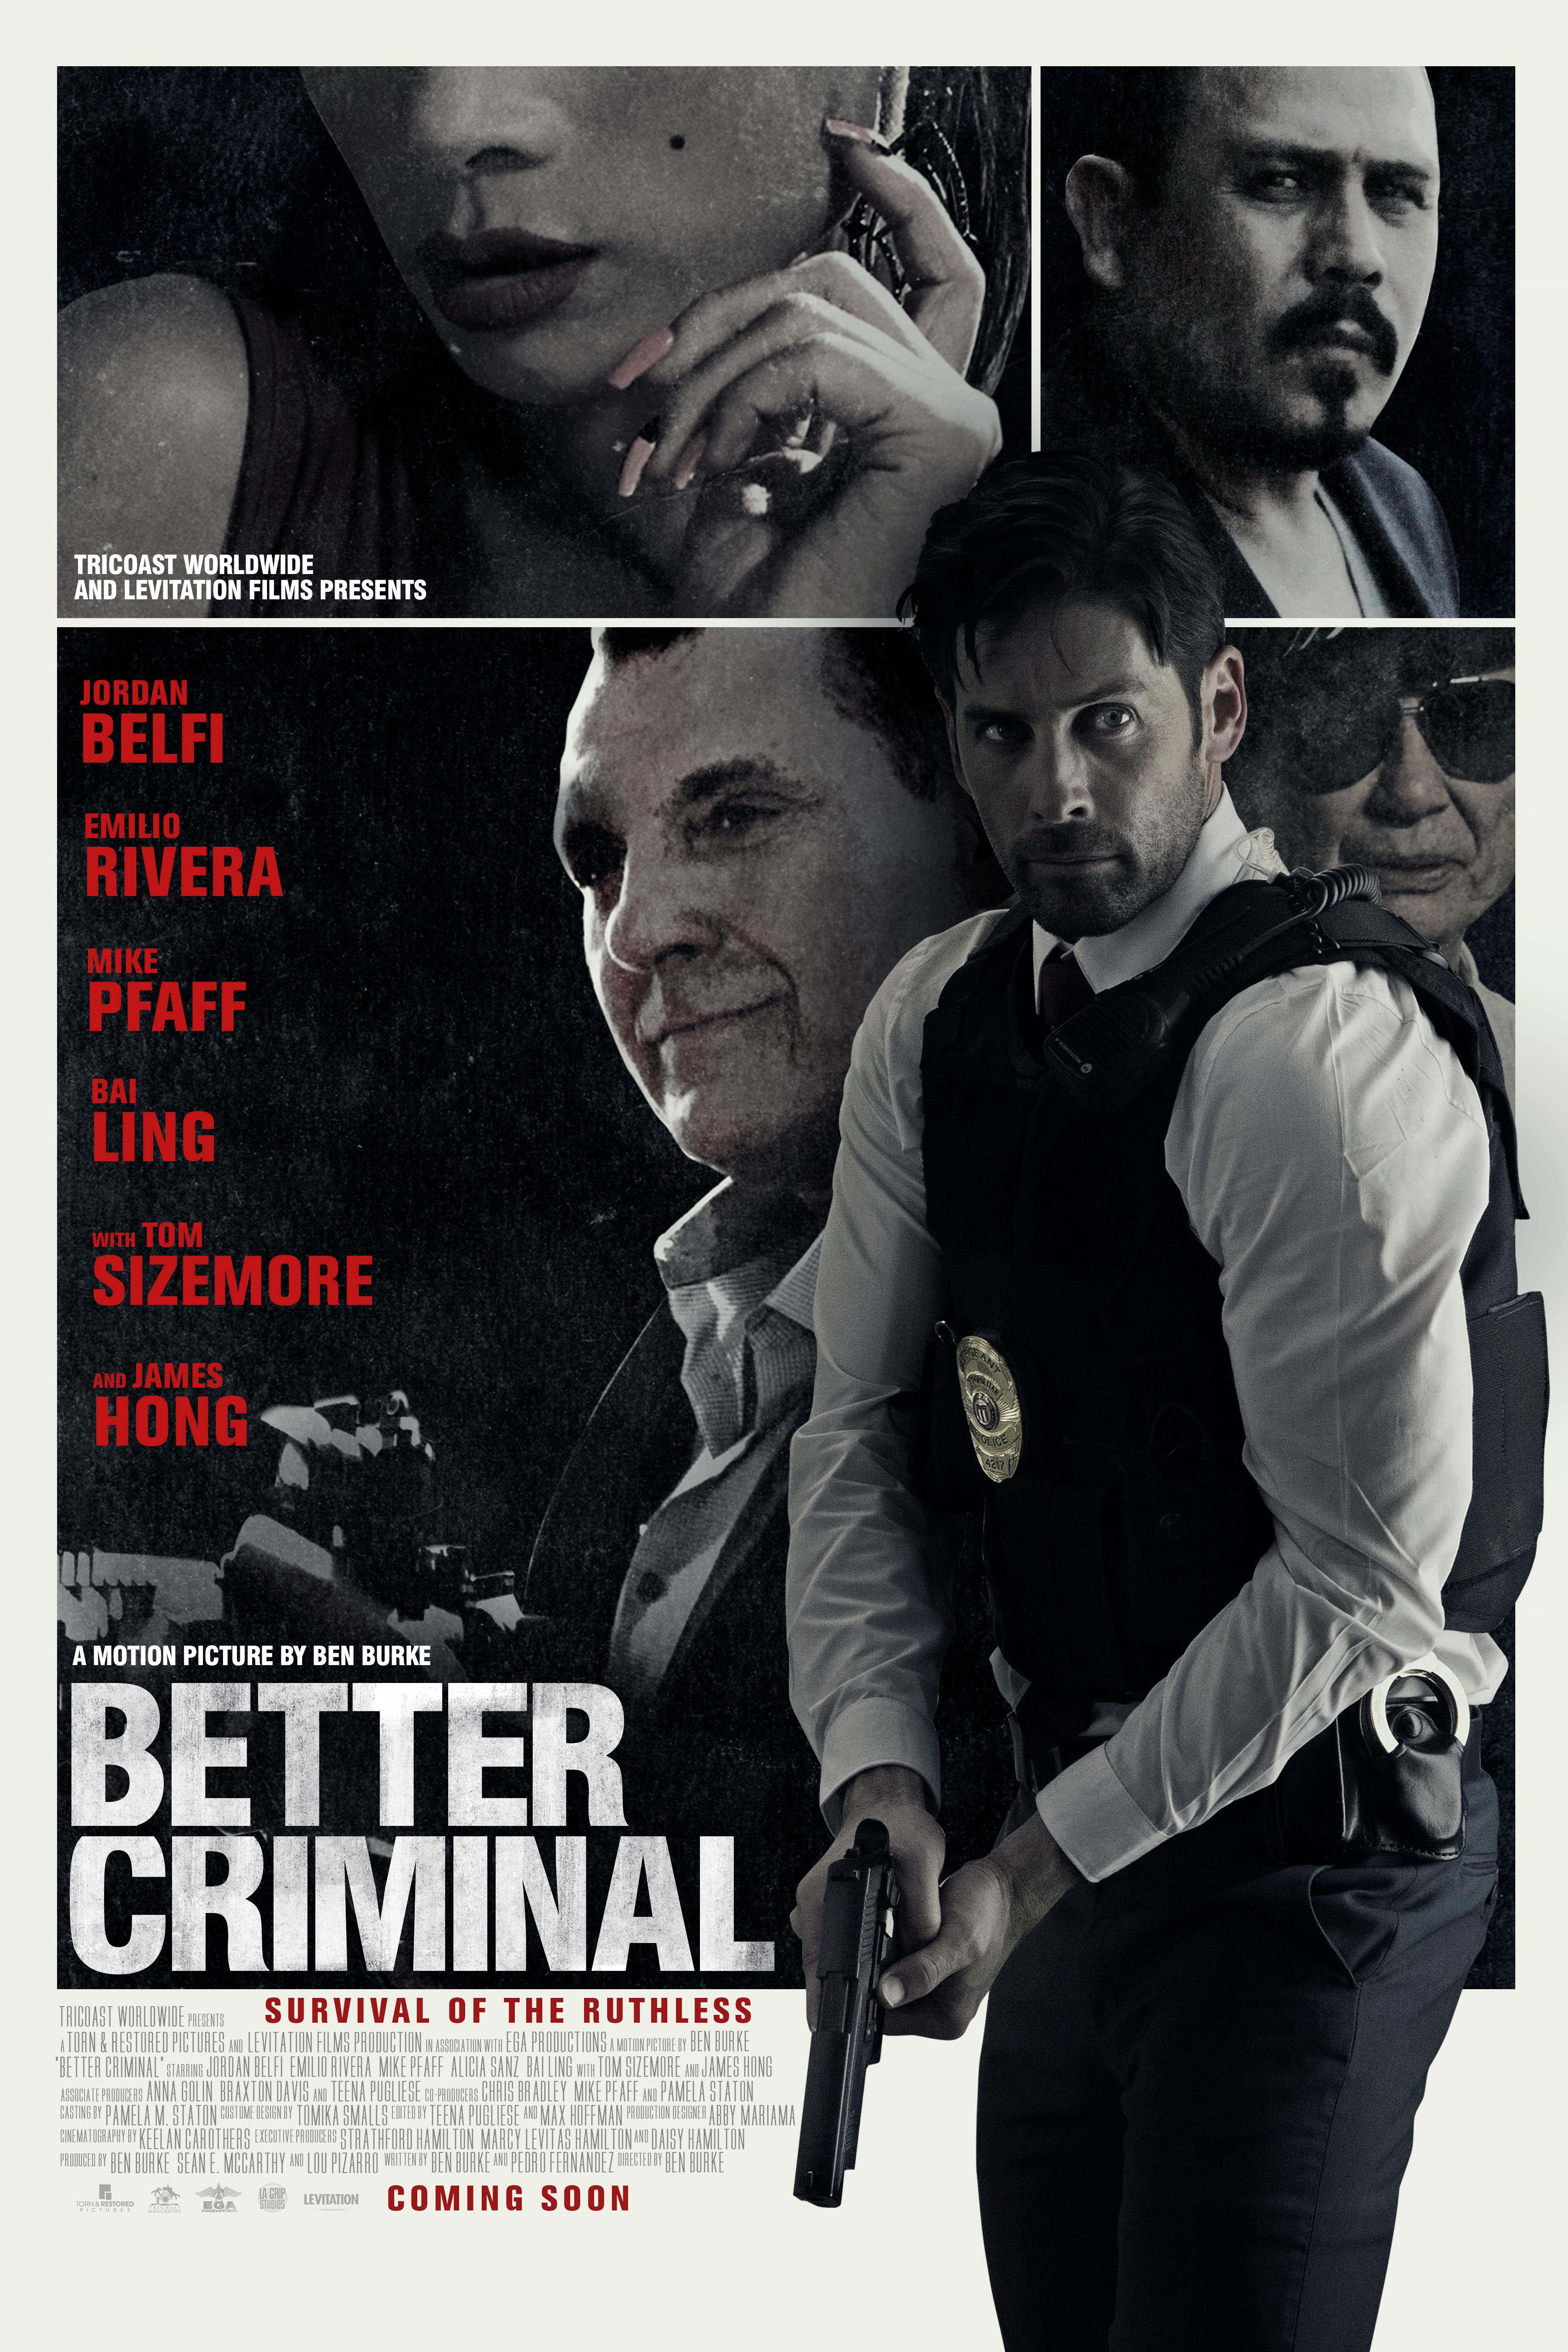 TRICOAST WORLDWIDE
AND LEVITATION FILMS PRESENTS
JORDAN
BELFI
EMILIO
RIVERA
MIKE
PFAFF
BAI
LING
WITH TOM
SIZEMORE
AND JAMES
HONG
MOTOROLA
SERGEANT
POLICE
4217
A MOTION PICTURE BY BEN BURKE
BETTER
CRIMINAL
SURVIVAL OF THE RUTHLESS
TRICOAST WORLDWIDE PRESENTS
A TORN & RESTORED PICTURES AND LEVITATION FILMS PRODUCTION IN ASSOCIATION WITH EGA PRODUCTIONS A MOTION PICTURE BY BEN BURKE
"BETTER CRIMINAL" STARRING JORDAN BELFI EMILIO RIVERA MIKE PFAFF ALICIA SANZ BAI LING WITH TOM SIZEMORE AND JAMES HONG
ASSOCIATE PRODUCERS ANNA GOLIN BRAXTON DAVIS AND TEENA PUGLIESE CO-PRODUCERS CHRIS BRADLEY MIKE PFAFF AND PAMELA STATON
CASTING BY PAMELA M. STATON COSTUME DESIGN BY TOMIKA SMALLS EDITED BY TEENA PUGLIESE AND MAX HOFFMAN PRODUCTION DESIGNER ABBY MARIAMA
CINEMATOGRAPHY BY KEELAN CAROTHERS EXECUTIVE PRODUCERS STRATHFORD HAMILTON MARCY LEVITAS HAMILTON AND DAISY HAMILTON
PRODUCED BY BEN BURKE SEAN E. MCCARTHY AND LOU PIZARRO WRITTEN BY BEN BURKE AND PEDRO FERNANDEZ DIRECTED BY BEN BURKE
TORN & RESTORED
PICTURES
EGA
LA GRIP
STUDIOS
LEVITATION
COMING SOON